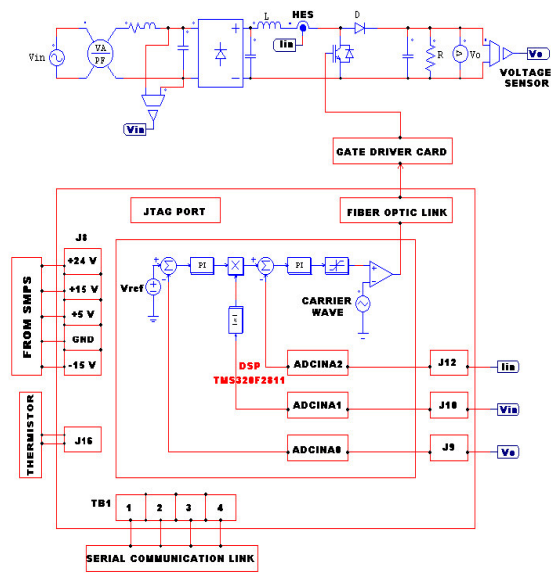 L
HES
D
Iin
Vin
VA
PF
R
Vo
Vo
VOLTAGE
SENSOR
Vin
GATE DRIVER CARD
JTAG PORT
FIBER OPTIC LINK
J8
FROM SMPS
+24 V
+15 V
+5 V
GND
-15 V
Vref
PI
X
PI
CARRIER
WAVE
DSP
TMS320F2811
ADCINA2
J12
Iin
ADCINA1
J10
Vin
ADCINA0
J9
Vo
THERMISTOR
J16
TB1
1
2
3
4
SERIAL COMMUNICATION LINK